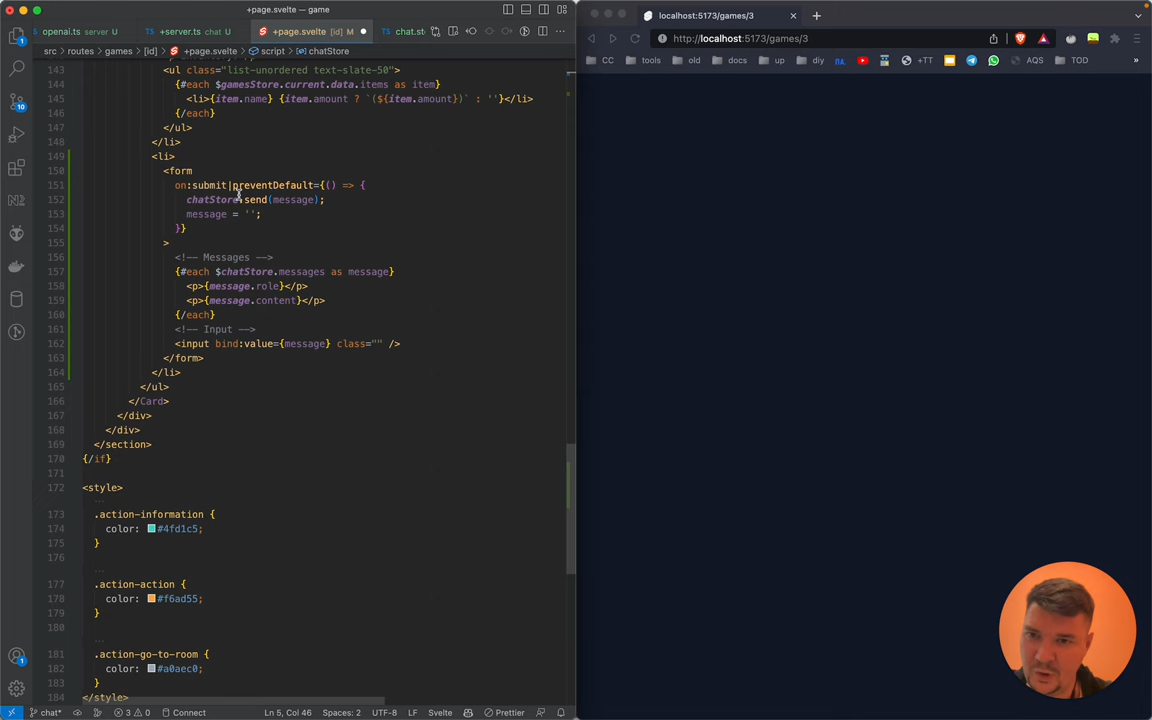 +page.svelte — game
openai.ts server U
+server.ts chat U
+page.svelte [id] M
chat.st
src > routes > games > [id] > +page.svelte > script > chatStore
143 <ul class="list-unordered text-slate-50">
144 {#each $gamesStore.current.data.items as item}
145 <li>{item.name} {item.amount ? `(${item.amount})` : ''}</li>
146 {/each}
147 </ul>
148 </li>
149 <li>
150 <form
151 on:submit|preventDefault={() => {
152 chatStore.send(message);
153 message = '';
154 }}
155 >
156 <!-- Messages -->
157 {#each $chatStore.messages as message}
158 <p>{message.role}</p>
159 <p>{message.content}</p>
160 {/each}
161 <!-- Input -->
162 <input bind:value={message} class="" />
163 </form>
164 </li>
165 </ul>
166 </Card>
167 </div>
168 </div>
169 </section>
170 {/if}
171
172 <style>
...
173 .action-information {
174 color: #4fd1c5;
175 }
176
...
177 .action-action {
178 color: #f6ad55;
179 }
180
...
181 .action-go-to-room {
182 color: #a0aec0;
183 }
184 </style>
1
10
1
chat* 3 0 Connect Ln 5, Col 46 Spaces: 2 UTF-8 LF Svelte Prettier
localhost:5173/games/3
http://localhost:5173/games/3
CC tools old docs up diy +TT AQS TOD »